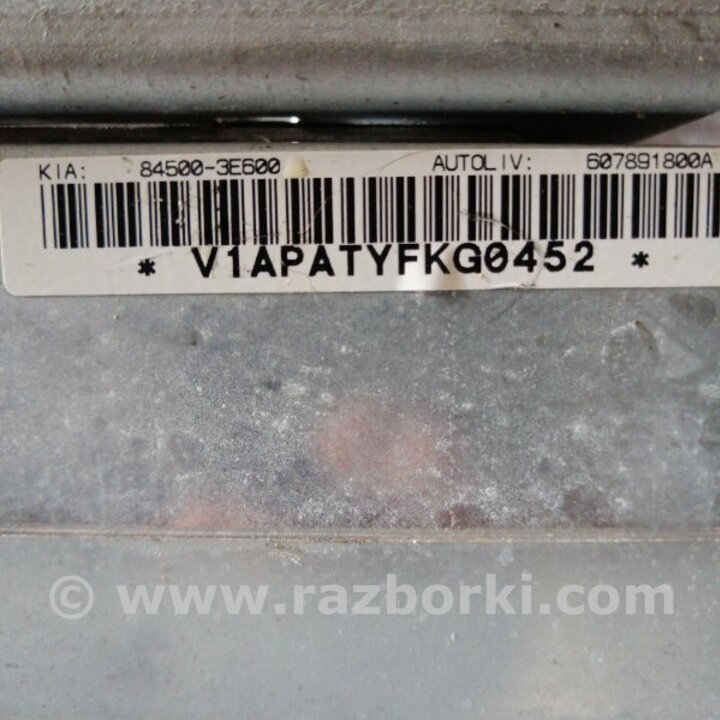 KIA: 84500-3E600 AUTOLIV: 607891800A
* V1APATYFKG0452 *
© www.razborki.com